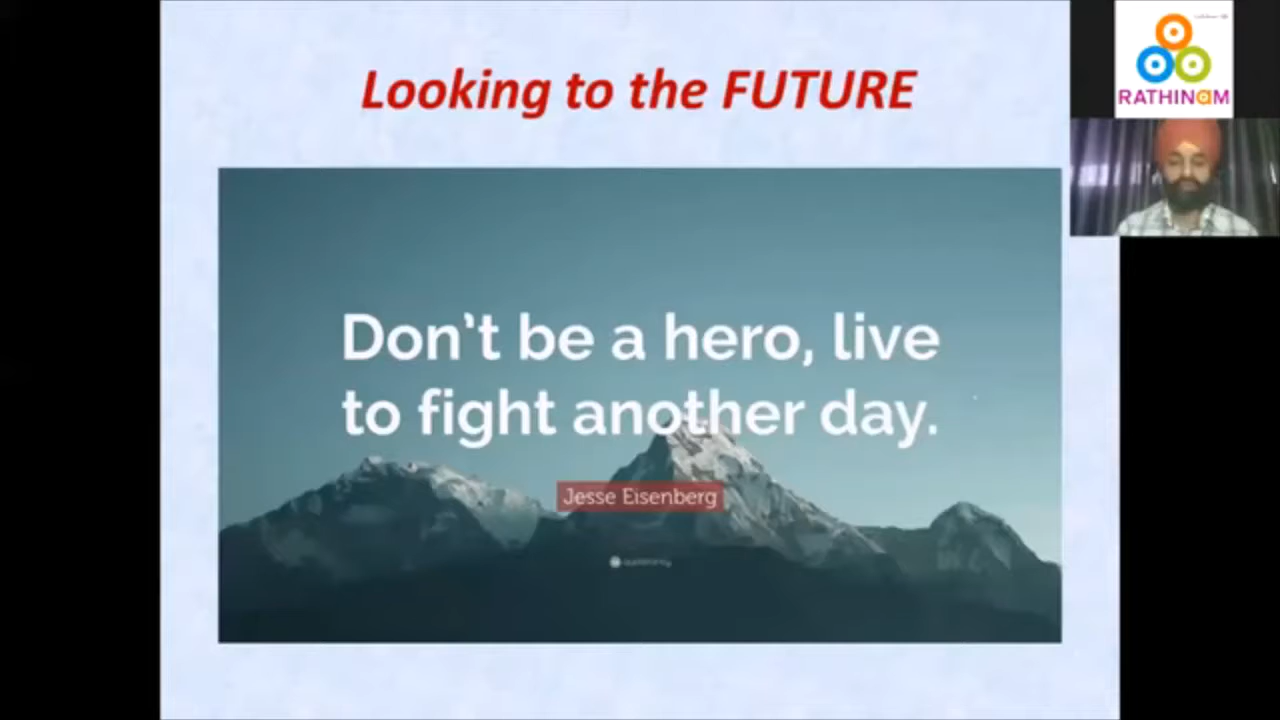 Looking to the FUTURE
RATHINam
Don't be a hero, live
to fight another day.
Jesse Eisenberg